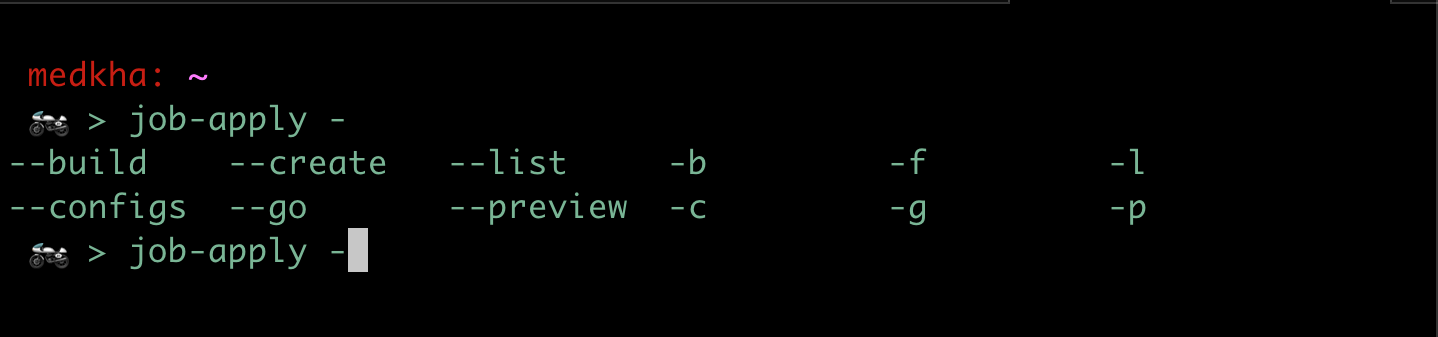 medkha: ~
🏍 > job-apply -
--build --create --list -b -f -l
--configs --go --preview -c -g -p
🏍 > job-apply -